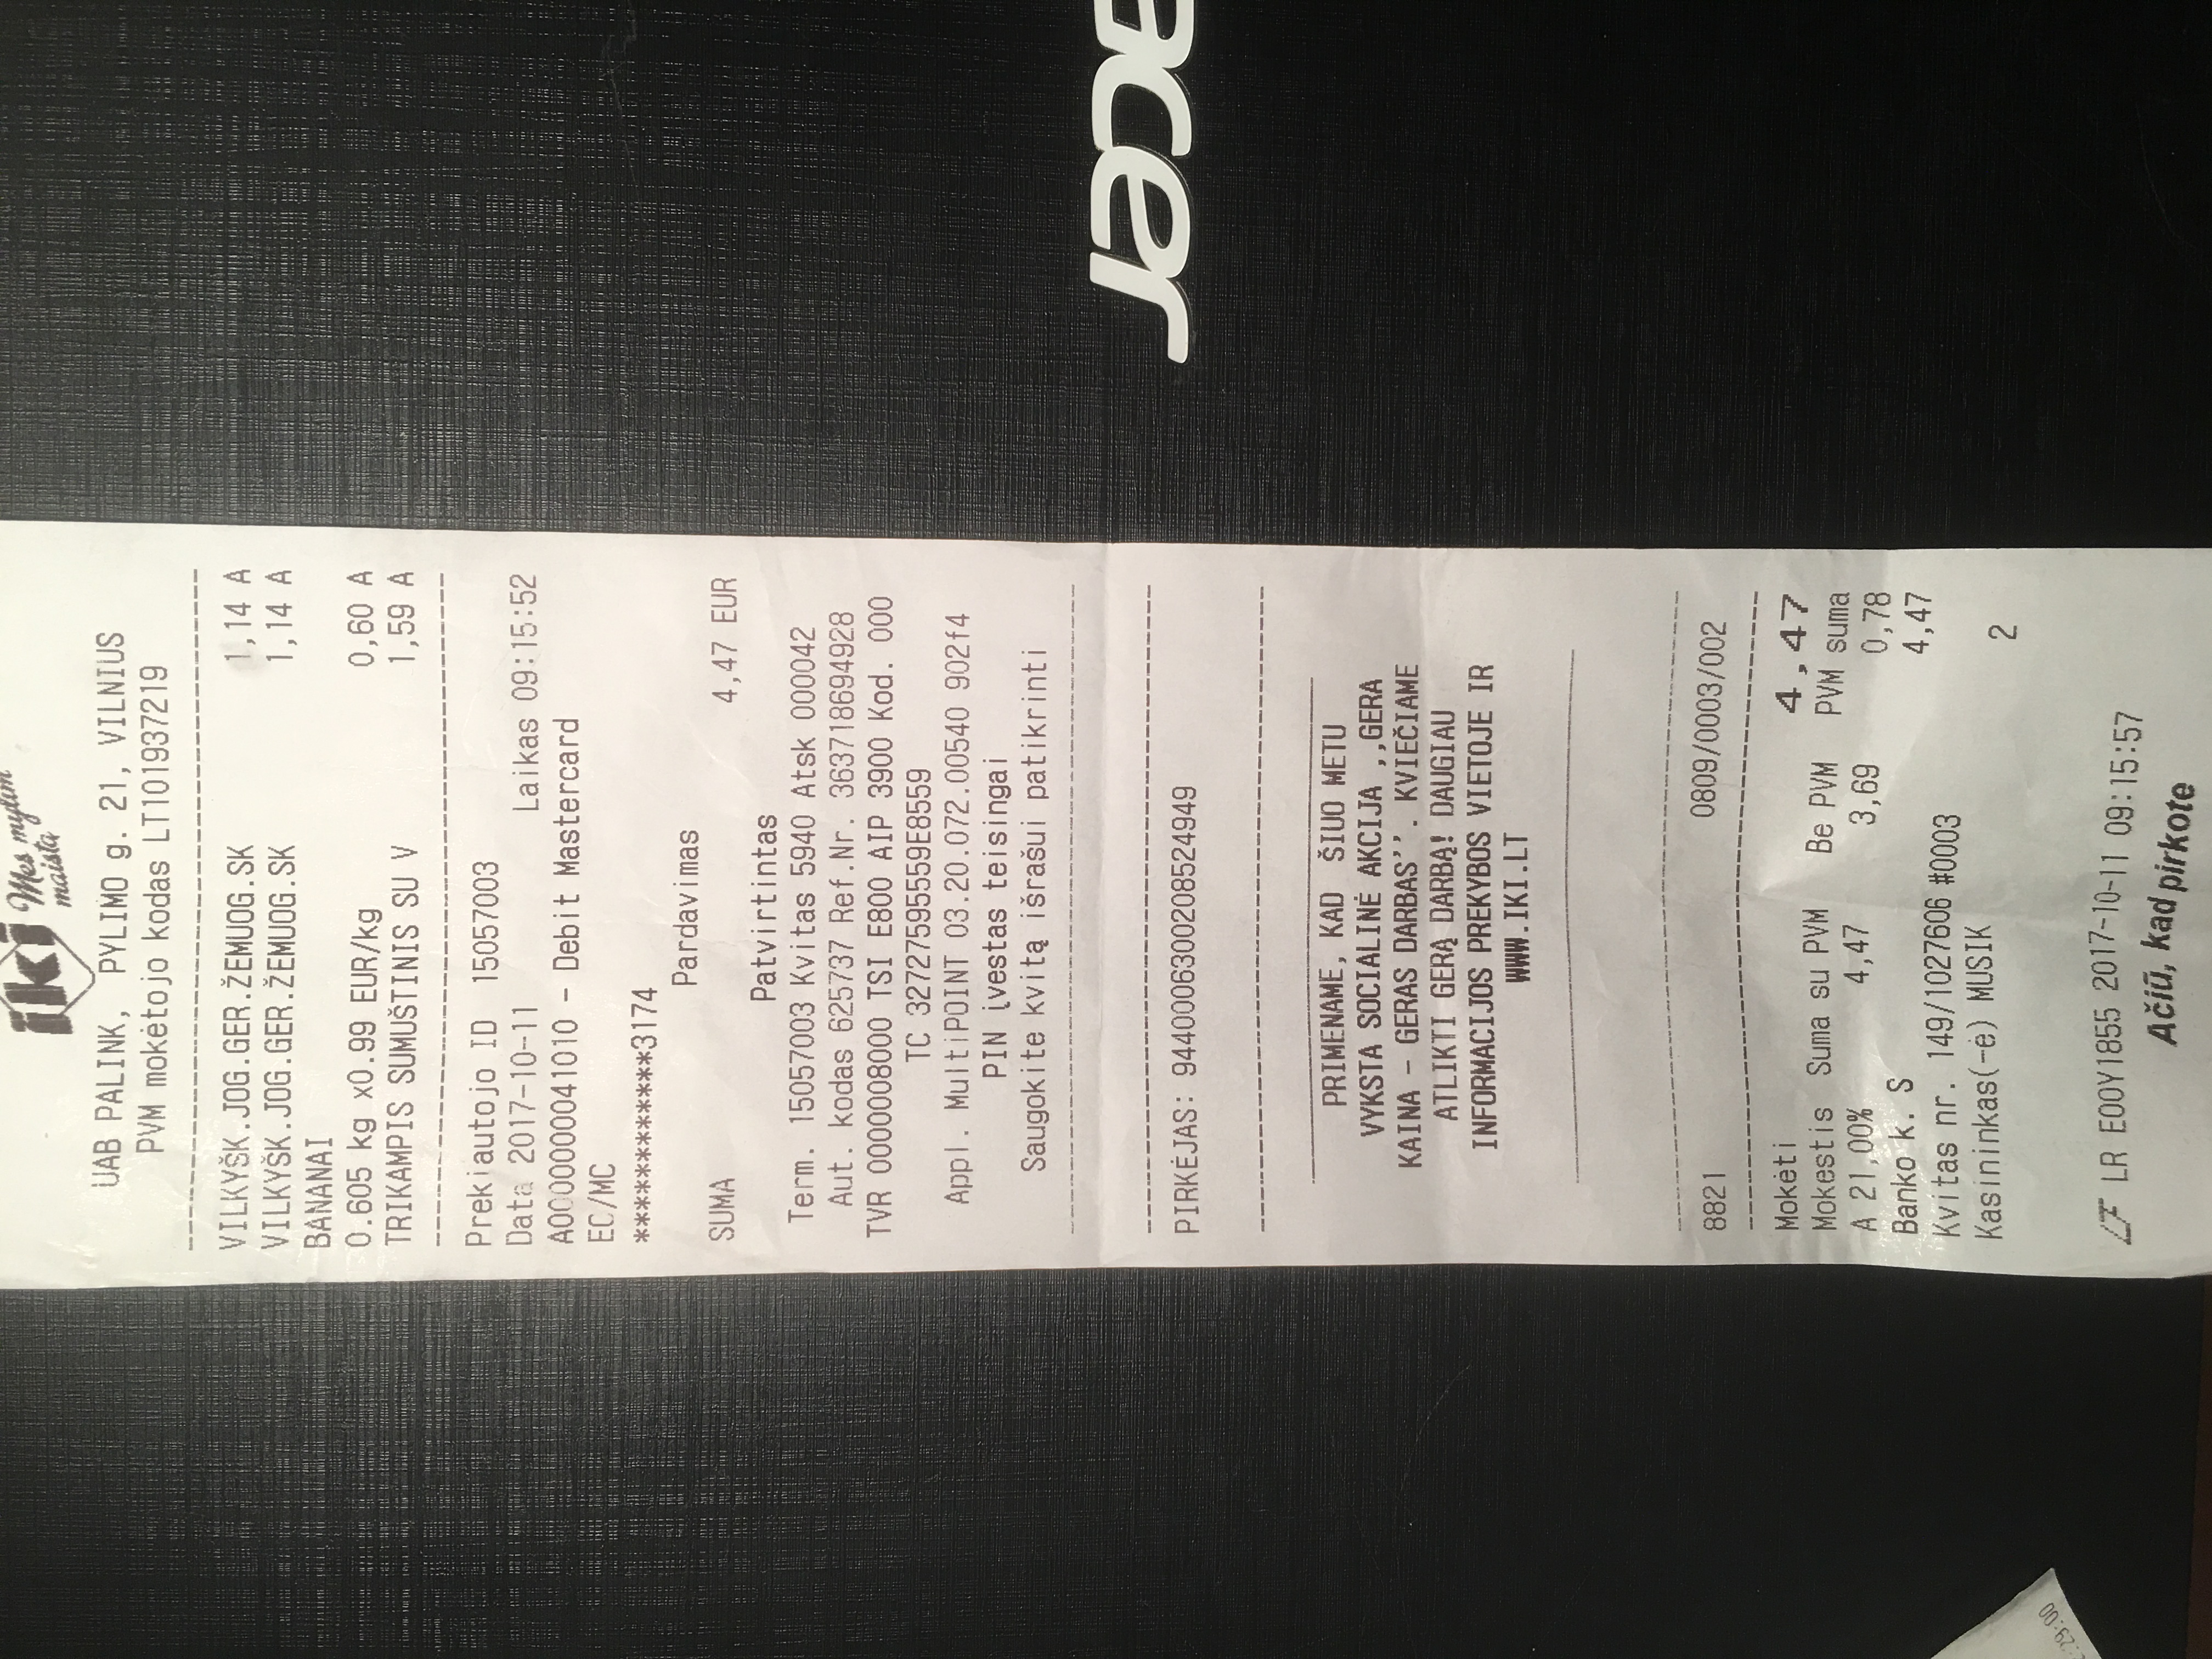 iki Mes mylim
maistą
UAB PALINK, PYLIMO g. 21, VILNIUS
PVM mokėtojo kodas LT101937219
VILKYŠK.JOG.GER.ŽEMUOG.SK 1,14 A
VILKYŠK.JOG.GER.ŽEMUOG.SK 1,14 A
BANANAI
0.605 kg x0.99 EUR/kg 0,60 A
TRIKAMPIS SUMUŠTINIS SU V 1,59 A
Prekiautojo ID 15057003
Data 2017-10-11 Laikas 09:15:52
A0000000041010 - Debit Mastercard
EC/MC
************3174
Pardavimas
SUMA 4,47 EUR
Patvirtintas
Term. 15057003 Kvitas 5940 Atsk 000042
Aut. kodas 625737 Ref.Nr. 363718694928
TVR 0000008000 TSI E800 AIP 3900 Kod. 000
TC 32727595559E8559
Appl. MultiPOINT 03.20.072.00540 902f4
PIN įvestas teisingai
Saugokite kvitą išrašui patikrinti
acer
PIRKĖJAS: 9440006300208524949
PRIMENAME, KAD ŠIUO METU
VYKSTA SOCIALINĖ AKCIJA ,,GERA
KAINA - GERAS DARBAS’’. KVIEČIAME
ATLIKTI GERĄ DARBĄ! DAUGIAU
INFORMACIJOS PREKYBOS VIETOJE IR
WWW.IKI.LT
8821 0809/0003/002
Mokėti 4,47
Mokestis Suma su PVM Be PVM PVM suma
A 21,00% 4,47 3,69 0,78
Banko k. S 4,47
Kvitas nr. 149/1027606 #0003
Kasininkas(-ė) MUSIK 2
:29:00
LF LR E00Y1855 2017-10-11 09:15:57
Ačiū, kad pirkote